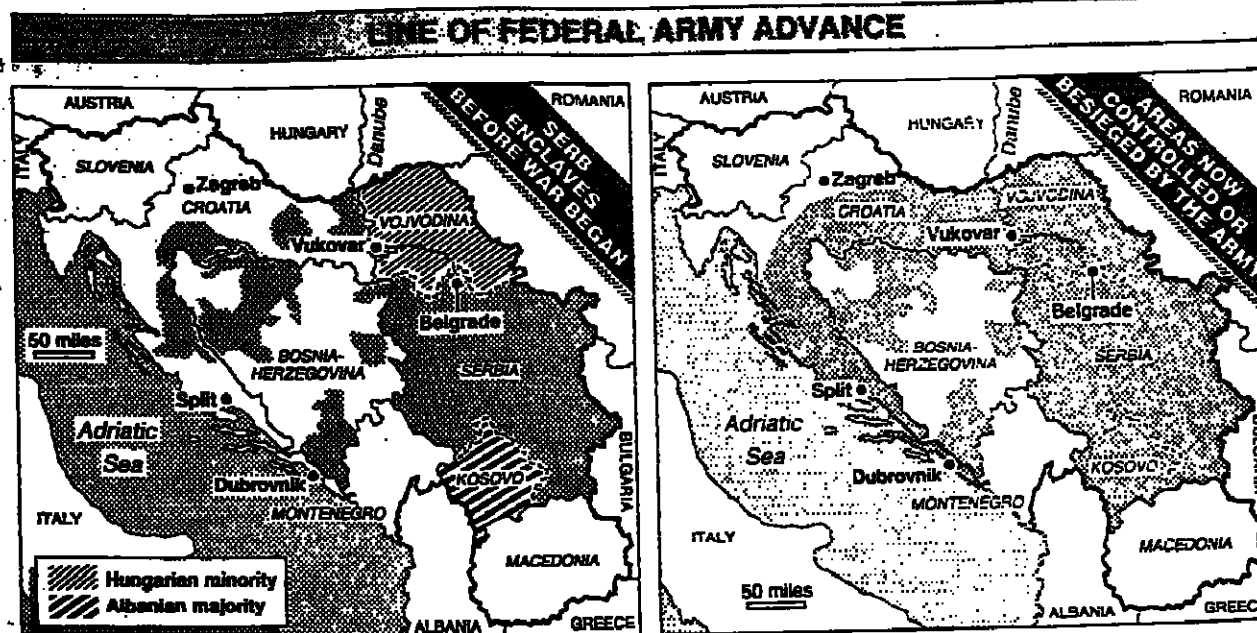 LINE OF FEDERAL ARMY ADVANCE
AUSTRIA
ROMANIA
HUNGARY
Danube
ITALY
SLOVENIA
SERB
ENCLAVES
BEFORE WAR BEGAN
Zagreb
CROATIA
VOJVODINA
Vukovar
Belgrade
50 miles
BOSNIA-
HERZEGOVINA
SERBIA
Split
Adriatic
Sea
BULGARIA
KOSOVO
Dubrovnik
MONTENEGRO
ITALY
MACEDONIA
Hungarian minority
Albanian majority
ALBANIA
GREECE
AUSTRIA
ROMANIA
HUNGARY
Danube
ITALY
SLOVENIA
AREAS NOW
CONTROLLED OR
BESIEGED BY THE ARMY
Zagreb
CROATIA
VOJVODINA
Vukovar
Belgrade
BOSNIA-
HERZEGOVINA
SERBIA
Split
Adriatic
Sea
KOSOVO
Dubrovnik
MONTENEGRO
ITALY
MACEDONIA
50 miles
ALBANIA
GREECE